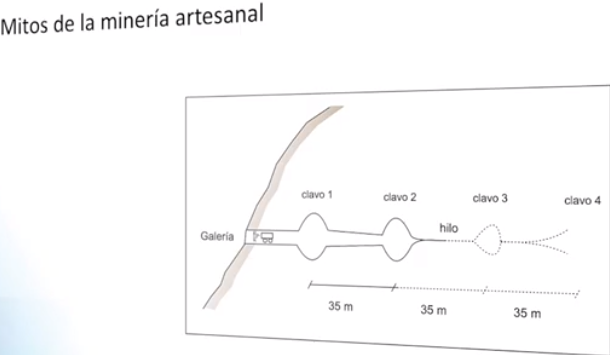 Mitos de la minería artesanal
clavo 1
clavo 2
clavo 3
clavo 4
Galería
hilo
35 m
35 m
35 m